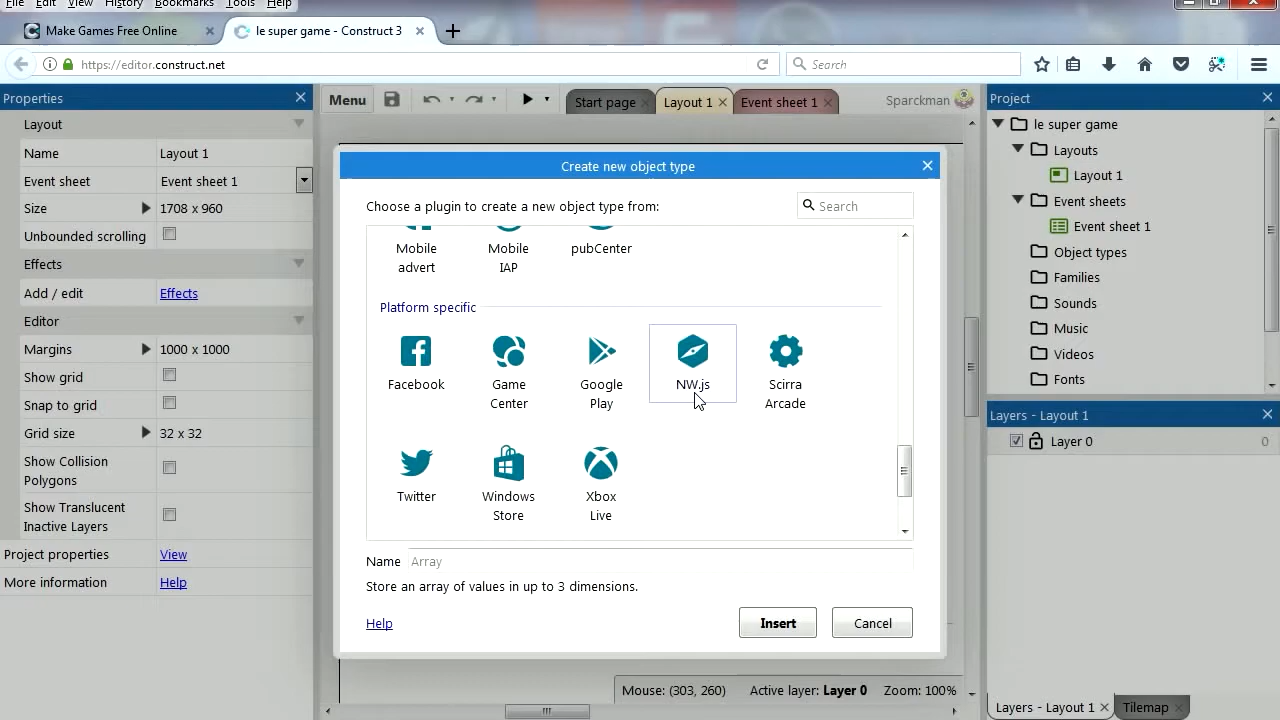 File Edit View History Bookmarks Tools Help
Make Games Free Online
le super game - Construct 3
https://editor.construct.net
Search
Properties
Menu
Start page
Layout 1
Event sheet 1
Sparckman
Project
Layout
Name Layout 1
Event sheet Event sheet 1
Size 1708 x 960
Unbounded scrolling
Effects
Add / edit Effects
Editor
Margins 1000 x 1000
Show grid
Snap to grid
Grid size 32 x 32
Show Collision
Polygons
Show Translucent
Inactive Layers
Project properties View
More information Help
Create new object type
Choose a plugin to create a new object type from:
Search
Mobile
advert
Mobile
IAP
pubCenter
Platform specific
Facebook
Game
Center
Google
Play
NW.js
Scirra
Arcade
Twitter
Windows
Store
Xbox
Live
Name Array
Store an array of values in up to 3 dimensions.
Help
Insert
Cancel
Mouse: (303, 260) Active layer: Layer 0 Zoom: 100%
le super game
Layouts
Layout 1
Event sheets
Event sheet 1
Object types
Families
Sounds
Music
Videos
Fonts
Layers - Layout 1
Layer 0 0
Layers - Layout 1
Tilemap